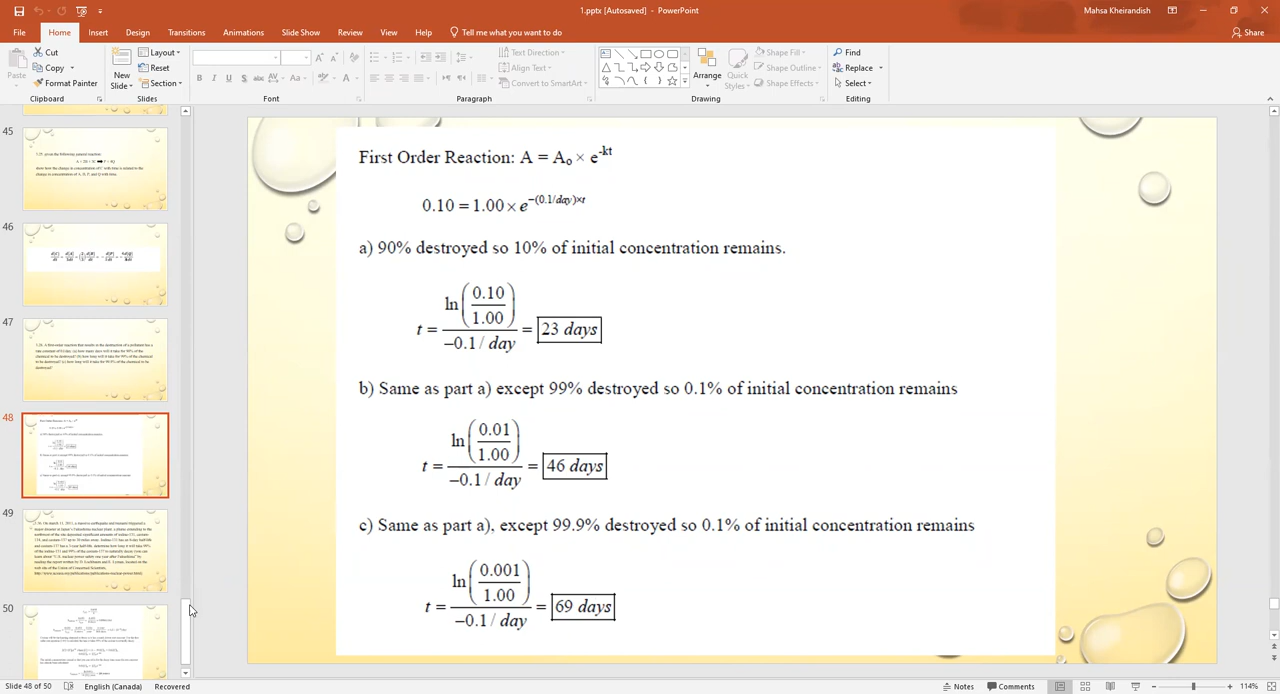 1.pptx [Autosaved] - PowerPoint
Mahsa Kheirandish
File Home Insert Design Transitions Animations Slide Show Review View Help Tell me what you want to do Share
Paste
Cut
Copy
Format Painter
Clipboard
New Slide
Layout
Reset
Section
Slides
Font
Text Direction
Align Text
Convert to SmartArt
Paragraph
Arrange
Quick Styles
Shape Fill
Shape Outline
Shape Effects
Drawing
Find
Replace
Select
Editing
45
46
47
48
49
50
First Order Reaction: A = Aₒ × e^-kt
0.10 = 1.00 × e^−(0.1/day)×t
a) 90% destroyed so 10% of initial concentration remains.
t = ln(0.10/1.00) / −0.1 / day = 23 days
b) Same as part a) except 99% destroyed so 0.1% of initial concentration remains
t = ln(0.01/1.00) / −0.1 / day = 46 days
c) Same as part a), except 99.9% destroyed so 0.1% of initial concentration remains
t = ln(0.001/1.00) / −0.1 / day = 69 days
Slide 48 of 50 English (Canada) Recovered Notes Comments 114%